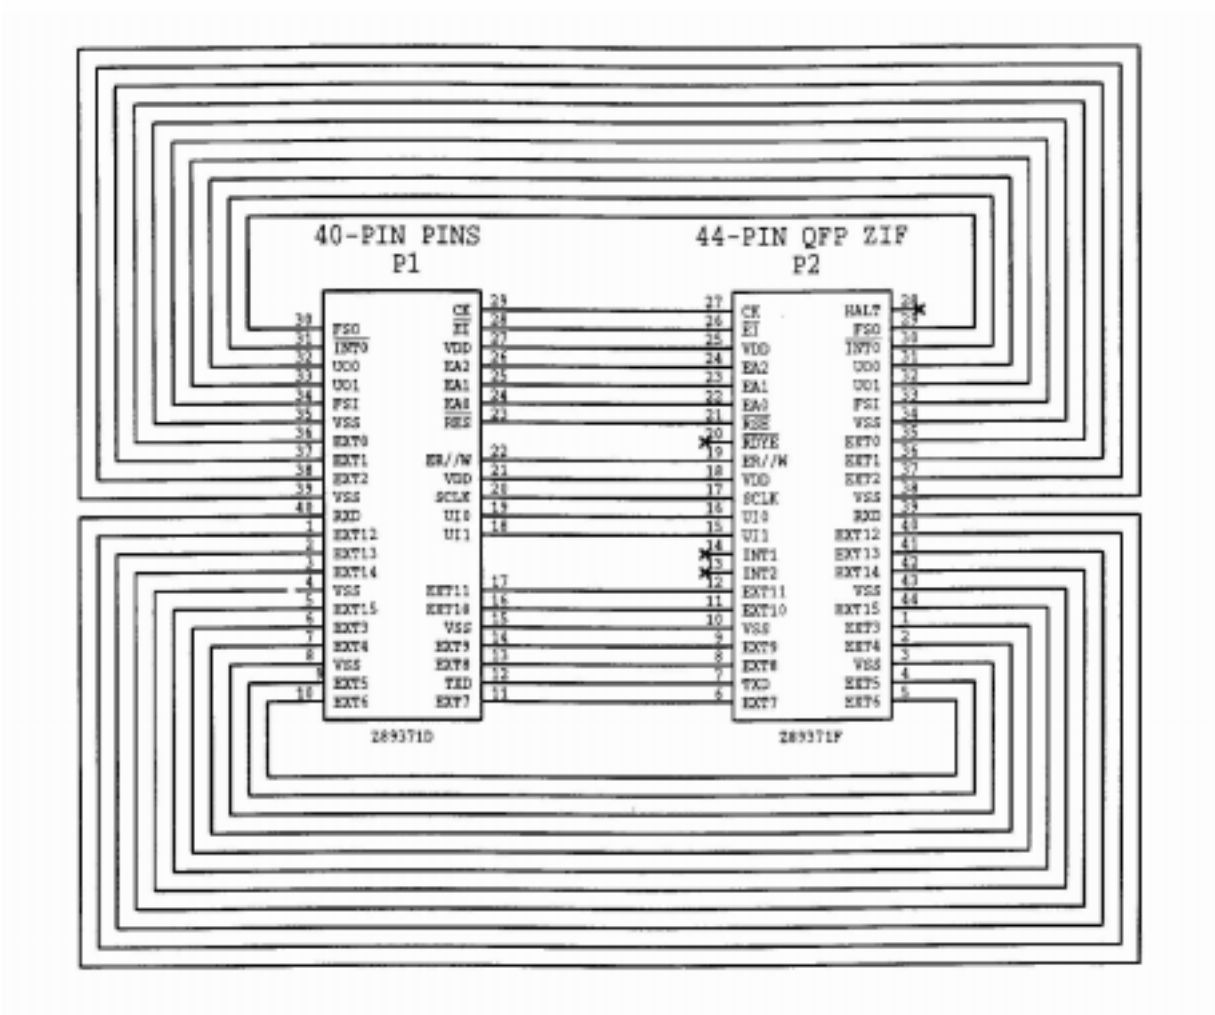 40-PIN PINS
P1
44-PIN QFP ZIF
P2
30 FS0
31 INT0
32 UO0
33 UO1
34 FSI
35 VSS
36 EXT0
37 EXT1
38 EXT2
39 VSS
40 RXD
1 EXT12
2 EXT13
3 EXT14
4 VSS
5 EXT15
6 EXT3
7 EXT4
8 VSS
9 EXT5
10 EXT6
CK 29
EI 28
VDD 27
EA2 26
EA1 25
EA0 24
RES 23
ER//W 22
VDD 21
SCLK 20
UI0 19
UI1 18
EXT11 17
EXT10 16
VSS 15
EXT9 14
EXT8 13
TXD 12
EXT7 11
Z89371D
27 CK
26 EI
25 VDD
24 EA2
23 EA1
22 EA0
21 RSE
20 RDYE
19 ER//W
18 VDD
17 SCLK
16 UI0
15 UI1
14 INT1
13 INT2
12 EXT11
11 EXT10
10 VSS
9 EXT9
8 EXT8
7 TXD
6 EXT7
HALT 28
FS0 29
INT0 30
UO0 31
UO1 32
FSI 33
VSS 34
EXT0 35
EXT1 36
EXT2 37
VSS 38
RXD 39
EXT12 40
EXT13 41
EXT14 42
VSS 43
EXT15 44
EXT3 1
EXT4 2
VSS 3
EXT5 4
EXT6 5
Z89371F